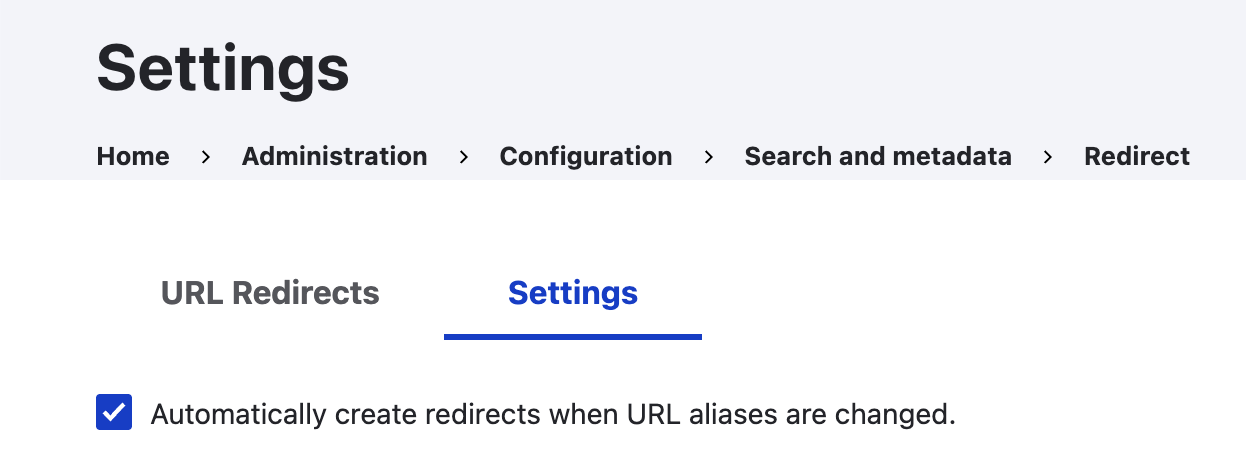 Settings
Home > Administration > Configuration > Search and metadata > Redirect
URL Redirects Settings
Automatically create redirects when URL aliases are changed.